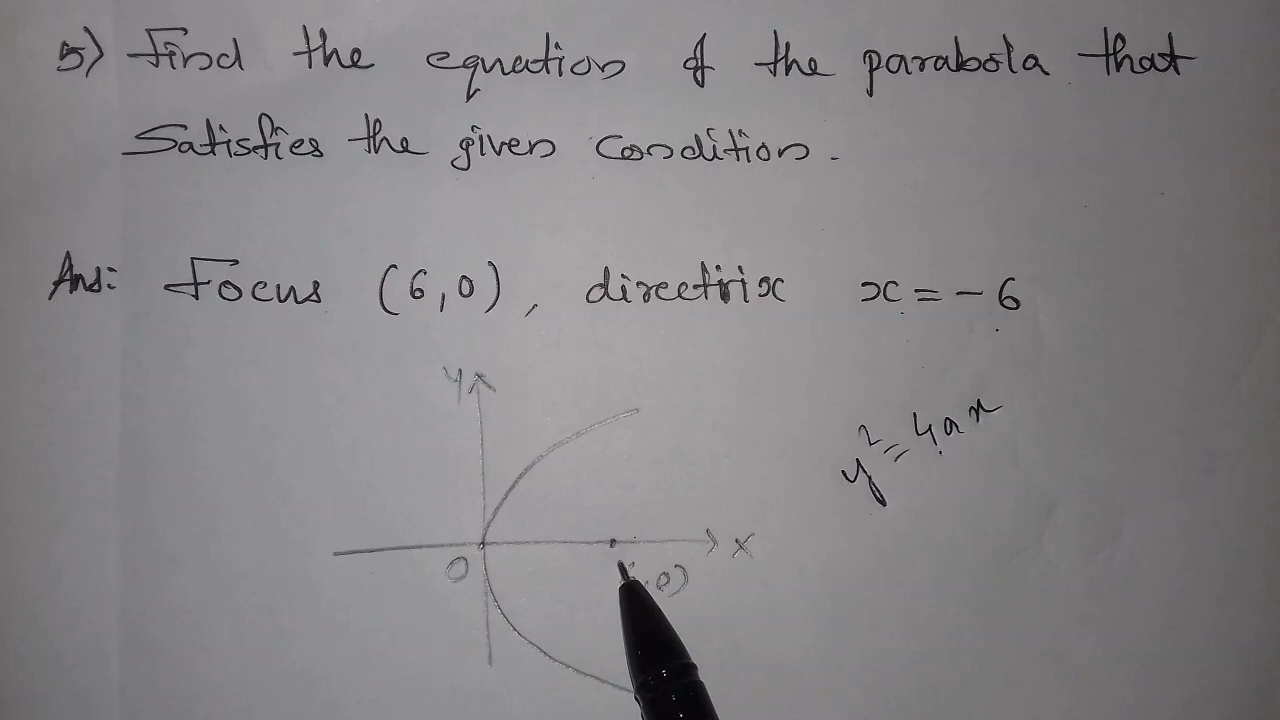 5) Find the equation of the parabola that
Satisfies the given condition.
Ans: Focus (6,0), directrix x = -6
y² = 4ax
Y
X
O
,0)